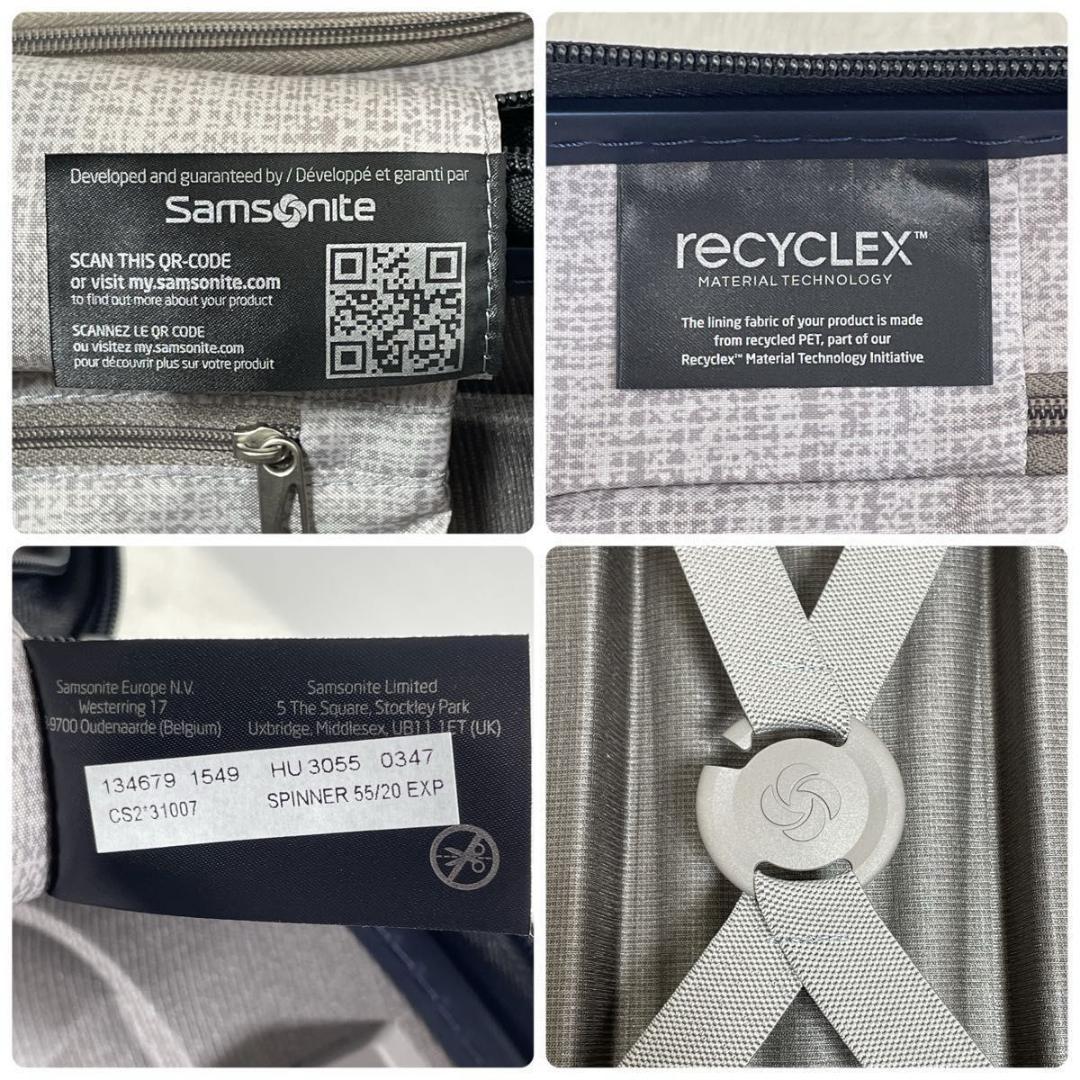 Developed and guaranteed by / Développé et garanti par
Samsonite
SCAN THIS QR-CODE
or visit my.samsonite.com
to find out more about your product
SCANNEZ LE QR CODE
ou visitez my.samsonite.com
pour découvrir plus sur votre produit
RECYCLEX™
MATERIAL TECHNOLOGY
The lining fabric of your product is made
from recycled PET, part of our
Recyclex™ Material Technology Initiative
Samsonite Europe N.V.
Westerring 17
-9700 Oudenaarde (Belgium)
Samsonite Limited
5 The Square, Stockley Park
Uxbridge, Middlesex, UB11 1ET (UK)
134679 1549 HU 3055 0347
CS2*31007 SPINNER 55/20 EXP